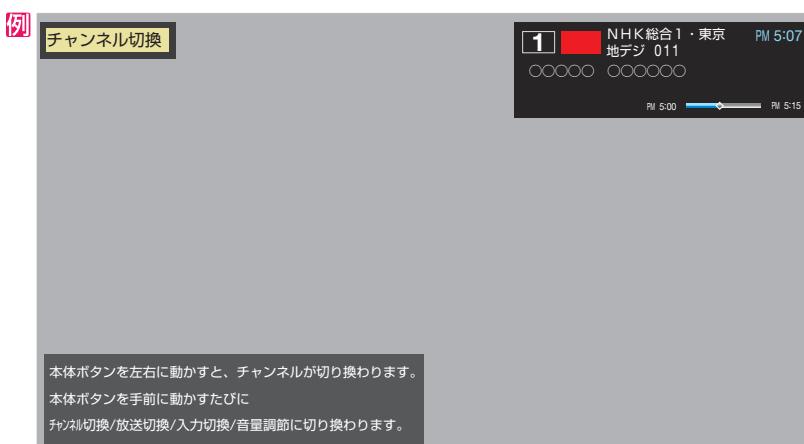 例
チャンネル切換
1 NHK総合1・東京 PM 5:07
地デジ 011
○○○○○ ○○○○○○
PM 5:00 PM 5:15
本体ボタンを左右に動かすと、チャンネルが切り換わります。
本体ボタンを手前に動かすたびに
ﾁｬﾝﾈﾙ切換/放送切換/入力切換/音量調節に切り換わります。